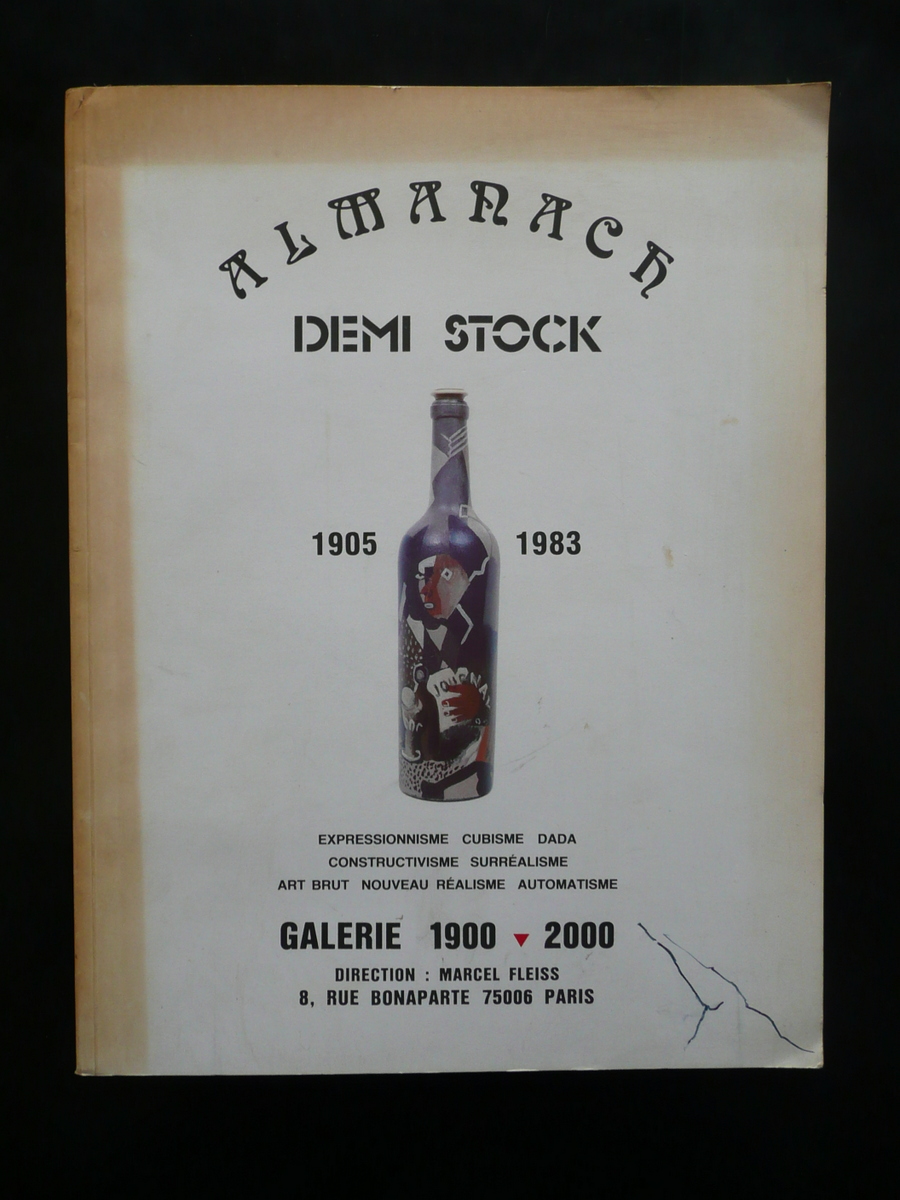 ALMANACH
DEMI STOCK
1905 1983
JOURNAL
EXPRESSIONNISME CUBISME DADA
CONSTRUCTIVISME SURRÉALISME
ART BRUT NOUVEAU RÉALISME AUTOMATISME
GALERIE 1900 ▼ 2000
DIRECTION : MARCEL FLEISS
8, RUE BONAPARTE 75006 PARIS